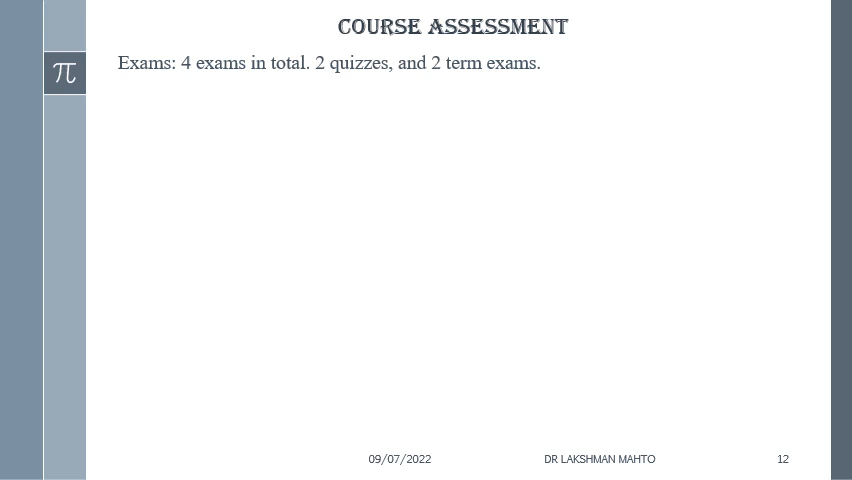 COURSE ASSESSMENT
π
Exams: 4 exams in total. 2 quizzes, and 2 term exams.
09/07/2022
DR LAKSHMAN MAHTO
12